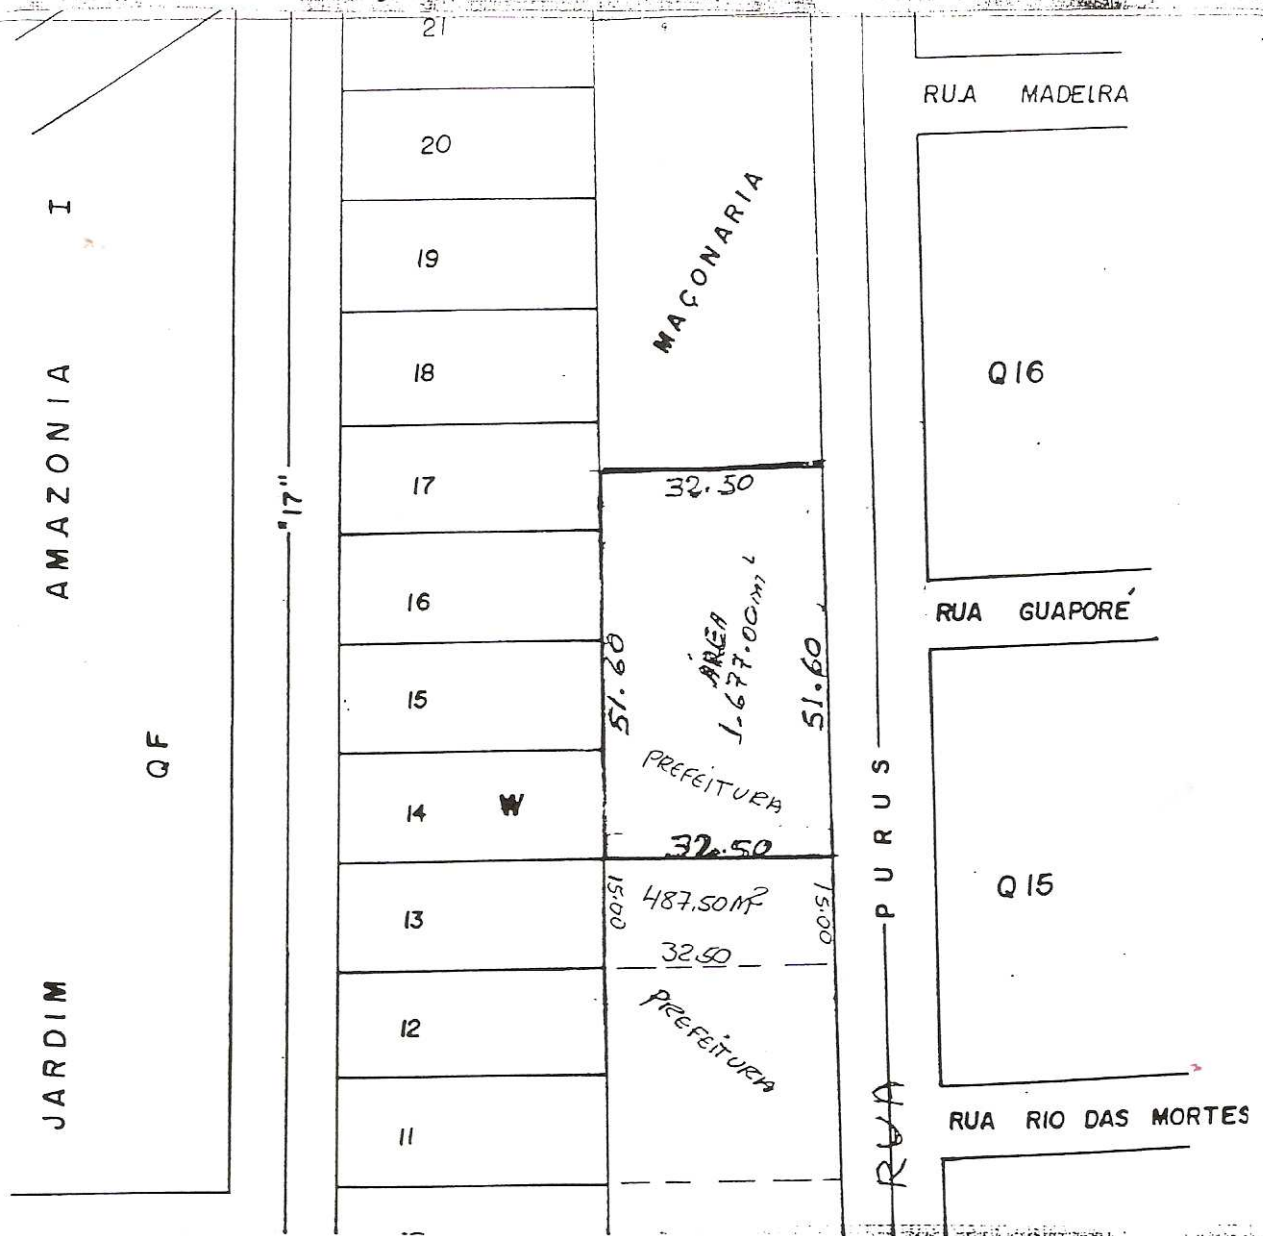 21
RUA MADEIRA
20
I
MAÇONARIA
19
18
Q16
AMAZONIA
17
"17"
32.50
16
RUA GUAPORÉ
ÁREA
1.677.00m²
51.60
51.60
15
QF
PREFEITURA
14
W
32.50
PURUS
15.00
487.50M²
15.00
Q15
13
32.50
JARDIM
12
PREFEITURA
RUA
11
RUA RIO DAS MORTES